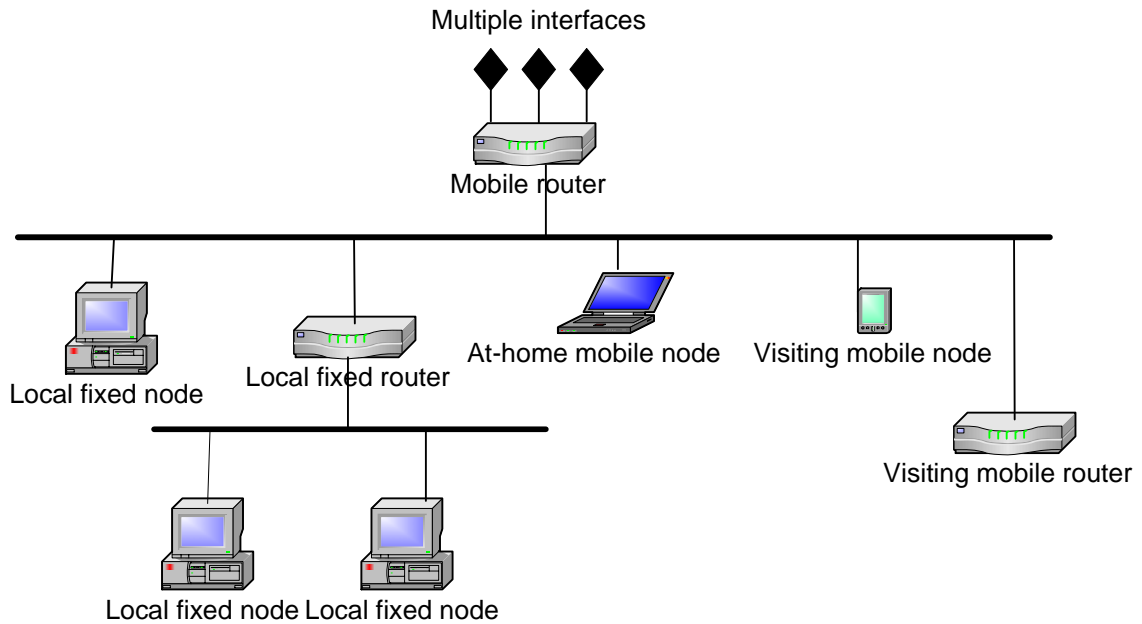 Multiple interfaces
Mobile router
At-home mobile node
Visiting mobile node
Local fixed router
Local fixed node
Visiting mobile router
Local fixed node
Local fixed node